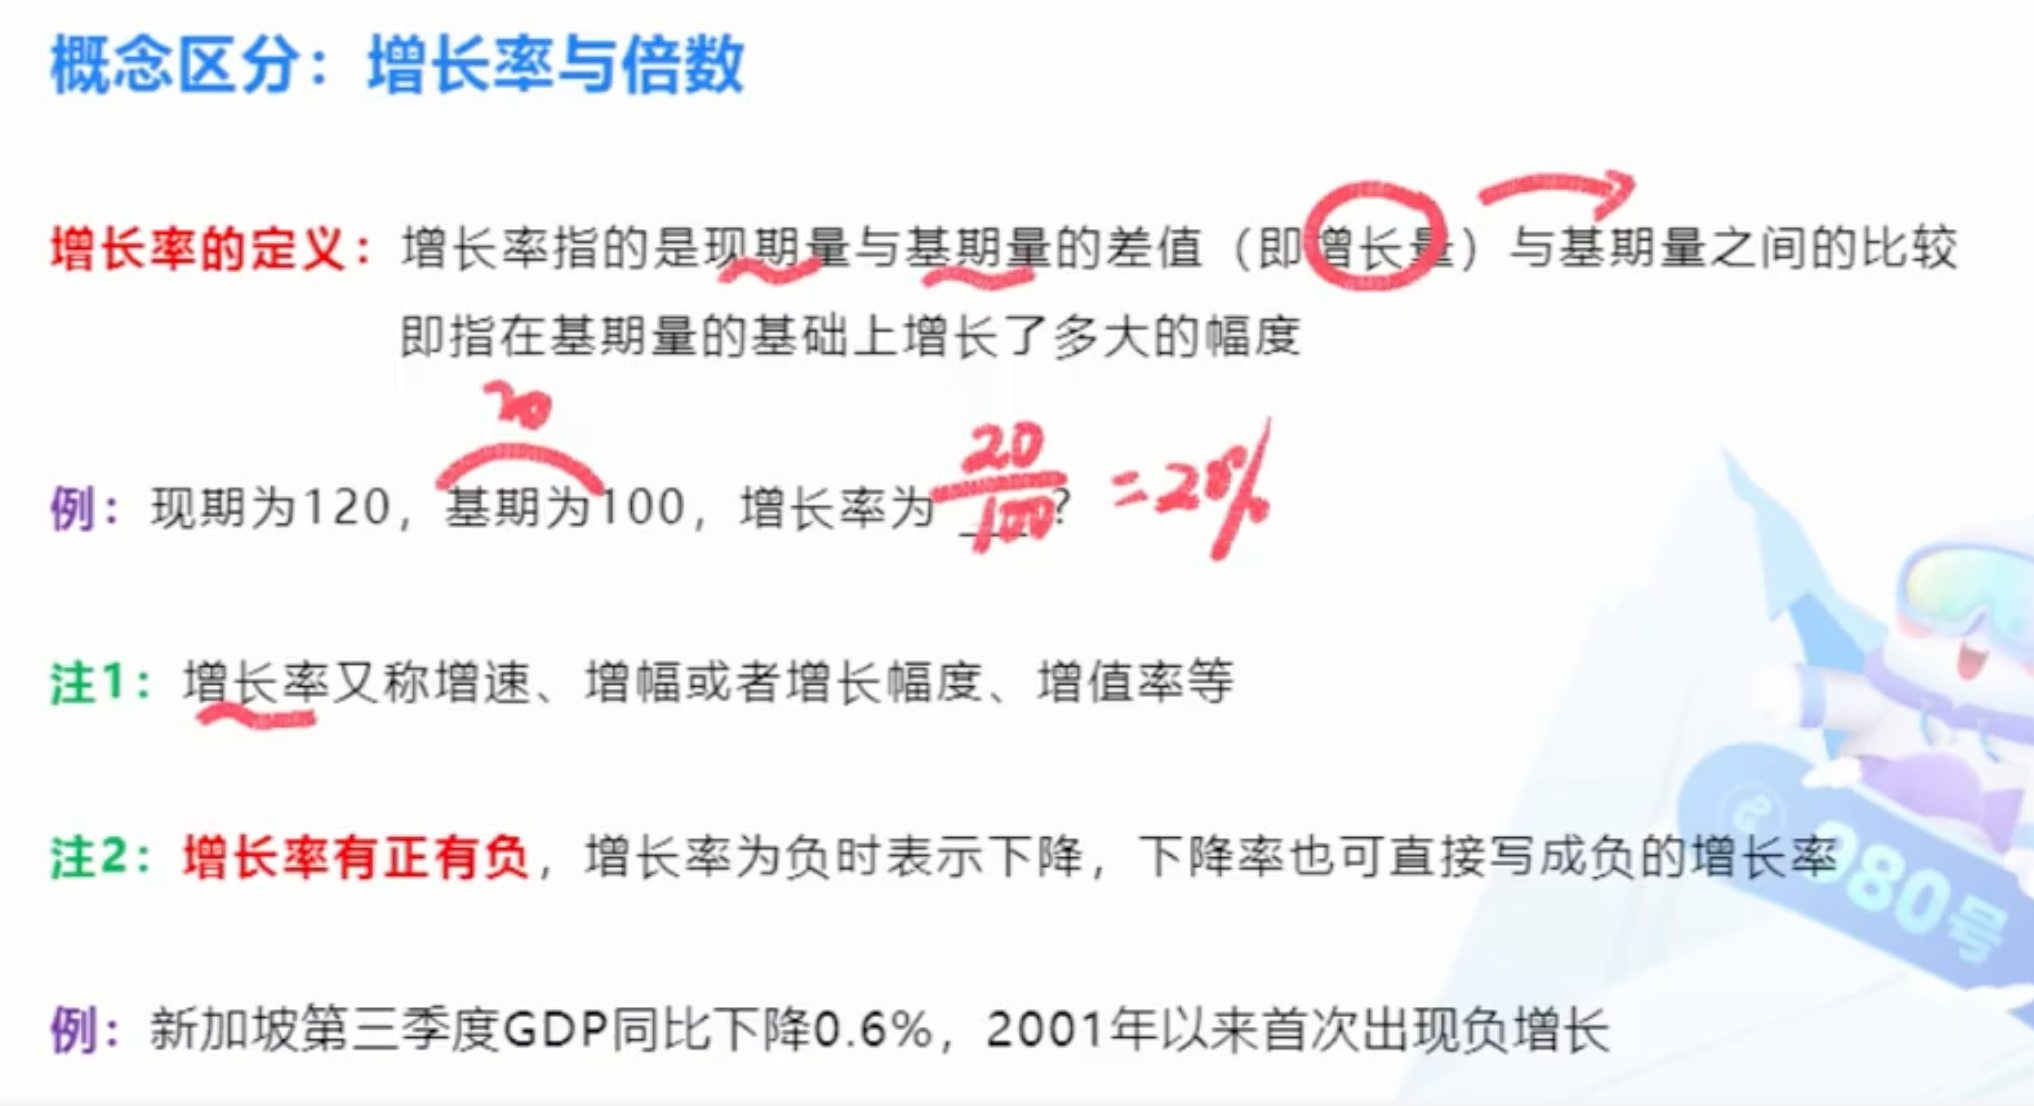 概念区分：增长率与倍数
增长率的定义：增长率指的是现期量与基期量的差值（即增长量）与基期量之间的比较
即指在基期量的基础上增长了多大的幅度
20
例：现期为120，基期为100，增长率为___？
20/100 =20%
注1：增长率又称增速、增幅或者增长幅度、增值率等
注2：增长率有正有负，增长率为负时表示下降，下降率也可直接写成负的增长率
980号
例：新加坡第三季度GDP同比下降0.6%，2001年以来首次出现负增长